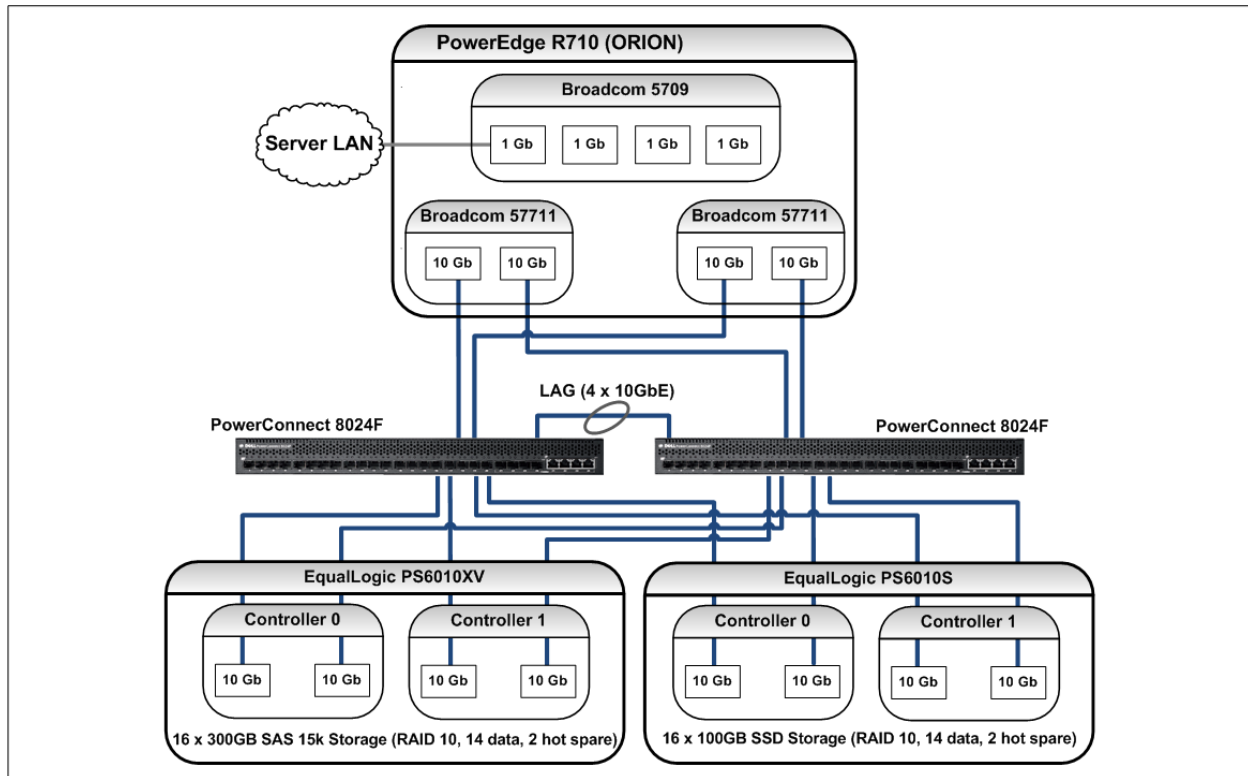 PowerEdge R710 (ORION)
Broadcom 5709
Server LAN
1 Gb
1 Gb
1 Gb
1 Gb
Broadcom 57711
Broadcom 57711
10 Gb
10 Gb
10 Gb
10 Gb
LAG (4 x 10GbE)
PowerConnect 8024F
PowerConnect 8024F
EqualLogic PS6010XV
EqualLogic PS6010S
Controller 0
Controller 1
Controller 0
Controller 1
10 Gb
10 Gb
10 Gb
10 Gb
10 Gb
10 Gb
10 Gb
10 Gb
16 x 300GB SAS 15k Storage (RAID 10, 14 data, 2 hot spare)
16 x 100GB SSD Storage (RAID 10, 14 data, 2 hot spare)